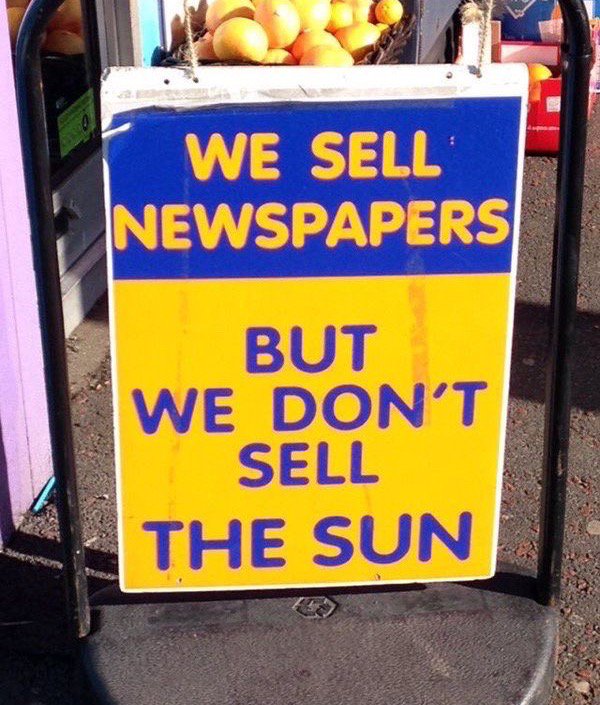 WE SELL
NEWSPAPERS
BUT
WE DON'T
SELL
THE SUN